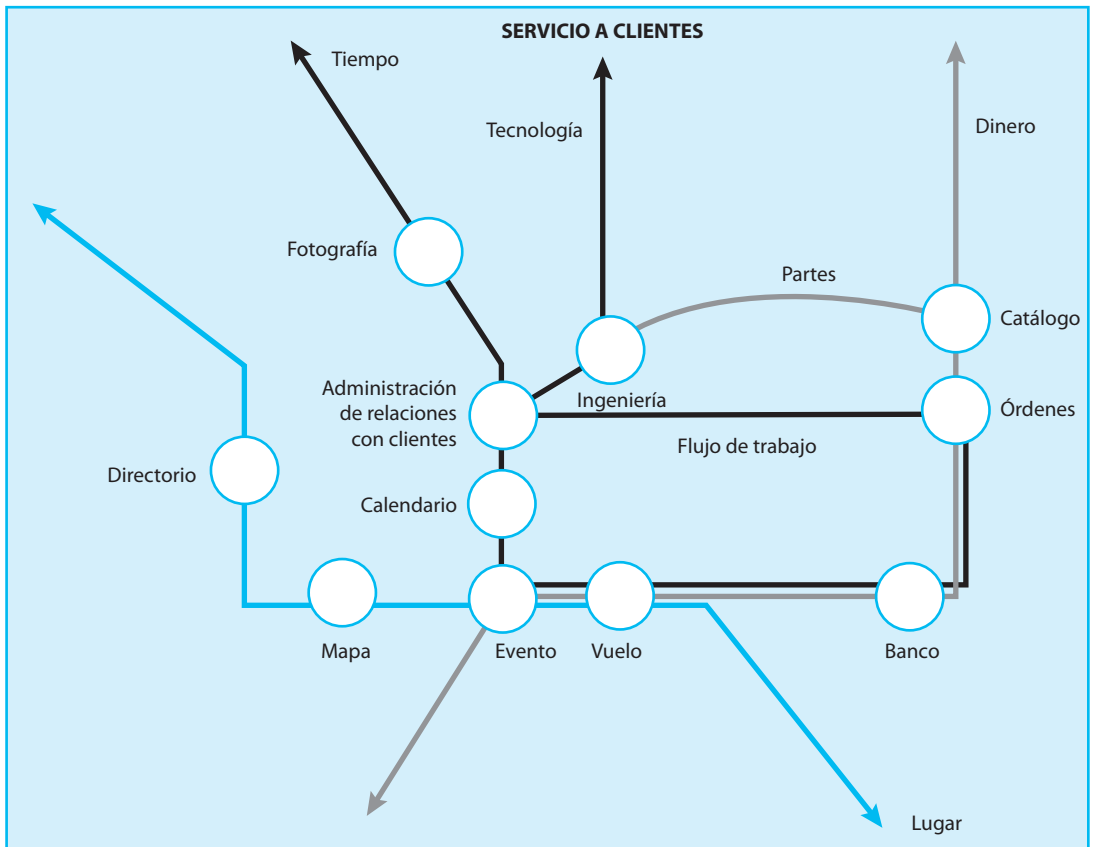 SERVICIO A CLIENTES
Tiempo
Tecnología
Dinero
Fotografía
Partes
Catálogo
Administración
de relaciones
con clientes
Ingeniería
Órdenes
Flujo de trabajo
Directorio
Calendario
Mapa
Evento
Vuelo
Banco
Lugar